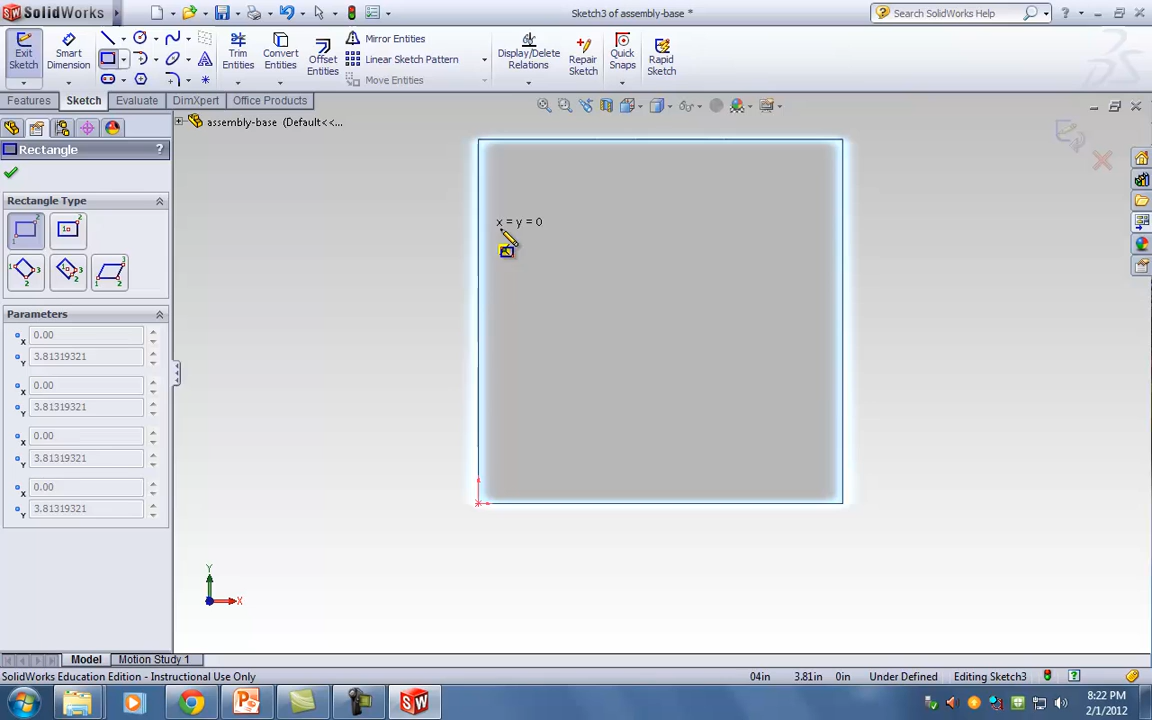 SolidWorks
Sketch3 of assembly-base *
Search SolidWorks Help
Exit Sketch
Smart Dimension
Trim Entities
Convert Entities
Offset Entities
Mirror Entities
Linear Sketch Pattern
Move Entities
Display/Delete Relations
Repair Sketch
Quick Snaps
Rapid Sketch
Features
Sketch
Evaluate
DimXpert
Office Products
assembly-base (Default<<...
Rectangle
?
Rectangle Type
Parameters
0.00
3.81319321
0.00
3.81319321
0.00
3.81319321
0.00
3.81319321
x = y = 0
Y
X
Model
Motion Study 1
SolidWorks Education Edition - Instructional Use Only
04in
3.81in
0in
Under Defined
Editing Sketch3
8:22 PM
2/1/2012